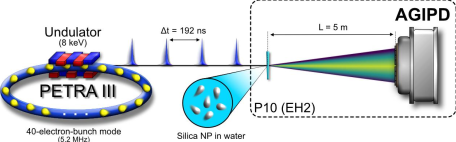 Undulator
(8 keV)
PETRA III
40-electron-bunch mode
(5.2 MHz)
Δt = 192 ns
Silica NP in water
L = 5 m
P10 (EH2)
AGIPD